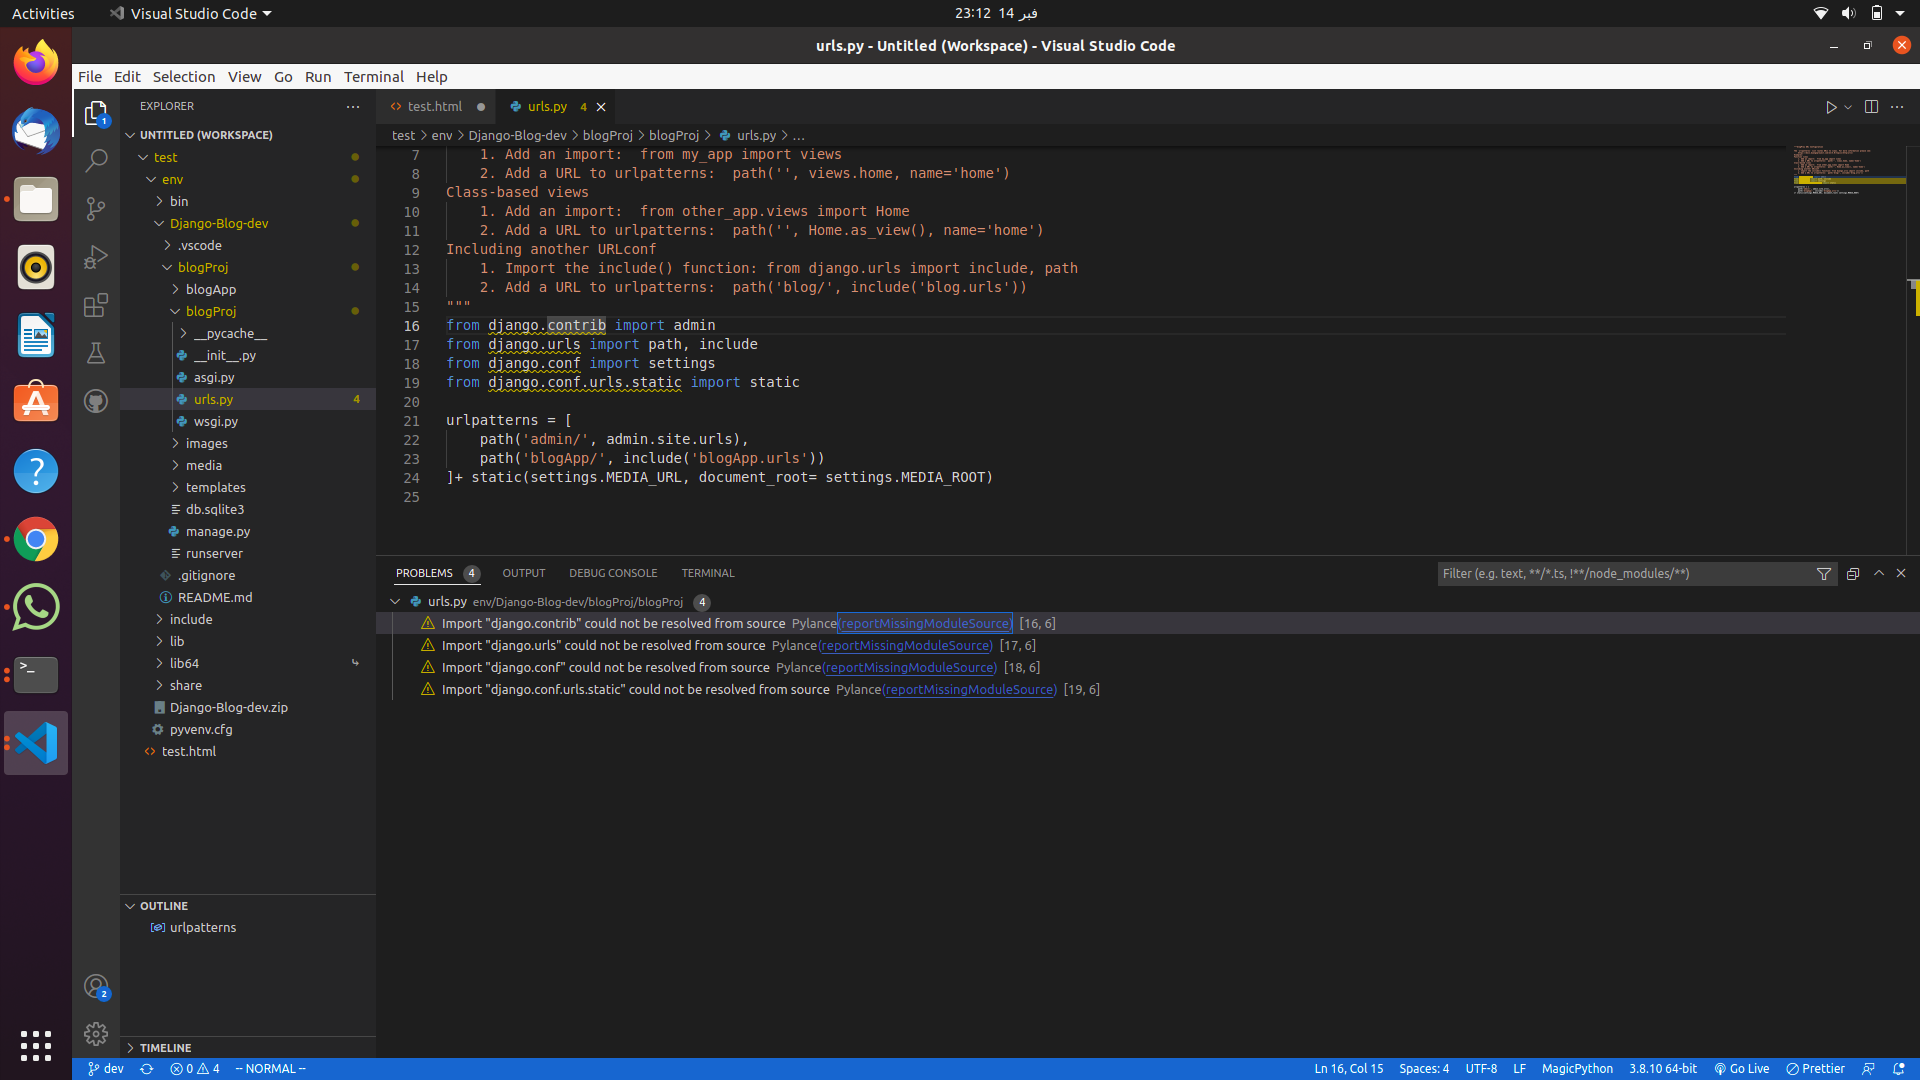 Activities
Visual Studio Code
23:12 14 فبر
urls.py - Untitled (Workspace) - Visual Studio Code
File Edit Selection View Go Run Terminal Help
EXPLORER
UNTITLED (WORKSPACE)
test
env
bin
Django-Blog-dev
.vscode
blogProj
blogApp
blogProj
__pycache__
__init__.py
asgi.py
urls.py 4
wsgi.py
images
media
templates
db.sqlite3
manage.py
runserver
.gitignore
README.md
include
lib
lib64
share
Django-Blog-dev.zip
pyvenv.cfg
test.html
OUTLINE
urlpatterns
TIMELINE
test.html
urls.py 4
test > env > Django-Blog-dev > blogProj > blogProj > urls.py > ...
7 1. Add an import:  from my_app import views
8 2. Add a URL to urlpatterns:  path('', views.home, name='home')
9 Class-based views
10 1. Add an import:  from other_app.views import Home
11 2. Add a URL to urlpatterns:  path('', Home.as_view(), name='home')
12 Including another URLconf
13 1. Import the include() function: from django.urls import include, path
14 2. Add a URL to urlpatterns:  path('blog/', include('blog.urls'))
15 """
16 from django.contrib import admin
17 from django.urls import path, include
18 from django.conf import settings
19 from django.conf.urls.static import static
20
21 urlpatterns = [
22 path('admin/', admin.site.urls),
23 path('blogApp/', include('blogApp.urls'))
24 ]+ static(settings.MEDIA_URL, document_root= settings.MEDIA_ROOT)
25
PROBLEMS 4 OUTPUT DEBUG CONSOLE TERMINAL
Filter (e.g. text, **/*.ts, !**/node_modules/**)
urls.py env/Django-Blog-dev/blogProj/blogProj 4
Import "django.contrib" could not be resolved from source Pylance(reportMissingModuleSource) [16, 6]
Import "django.urls" could not be resolved from source Pylance(reportMissingModuleSource) [17, 6]
Import "django.conf" could not be resolved from source Pylance(reportMissingModuleSource) [18, 6]
Import "django.conf.urls.static" could not be resolved from source Pylance(reportMissingModuleSource) [19, 6]
1
2
dev 0 4 -- NORMAL -- Ln 16, Col 15 Spaces: 4 UTF-8 LF MagicPython 3.8.10 64-bit Go Live Prettier